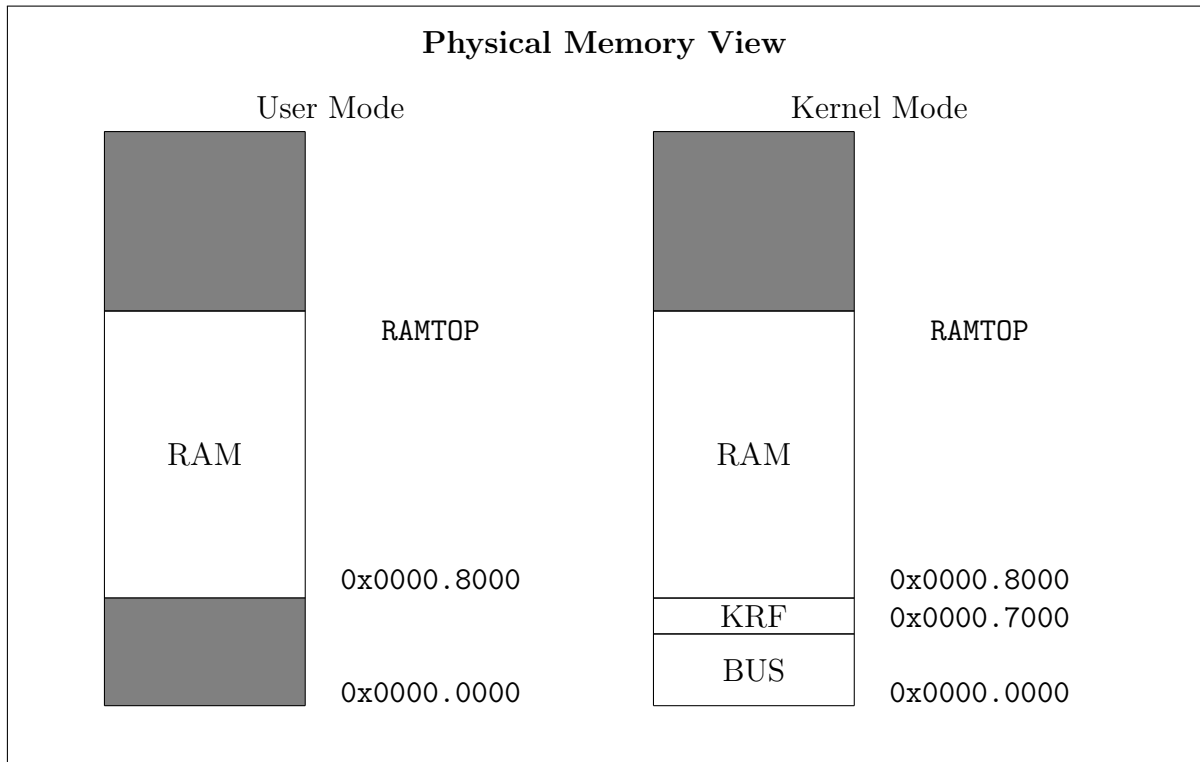 Physical Memory View
User Mode
Kernel Mode
RAMTOP
RAMTOP
RAM
RAM
0x0000.8000
0x0000.8000
KRF
0x0000.7000
BUS
0x0000.0000
0x0000.0000